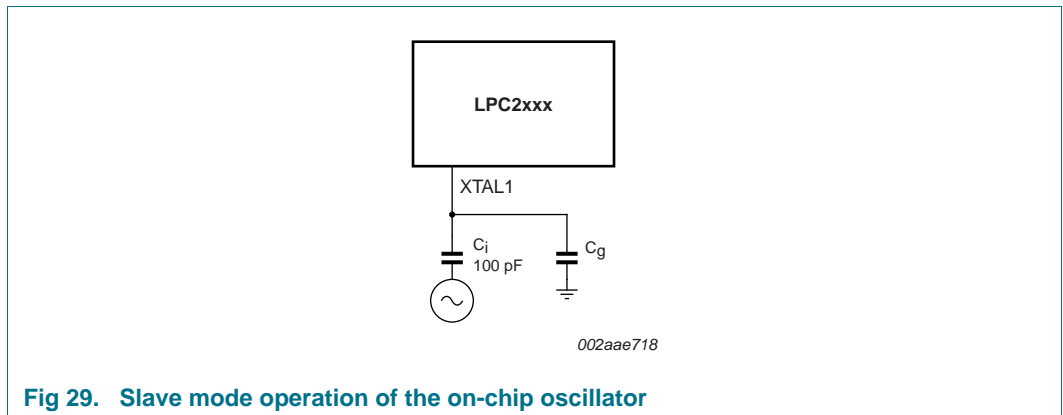 LPC2xxx
XTAL1
Ci
100 pF
Cg
002aae718
Fig 29. Slave mode operation of the on-chip oscillator